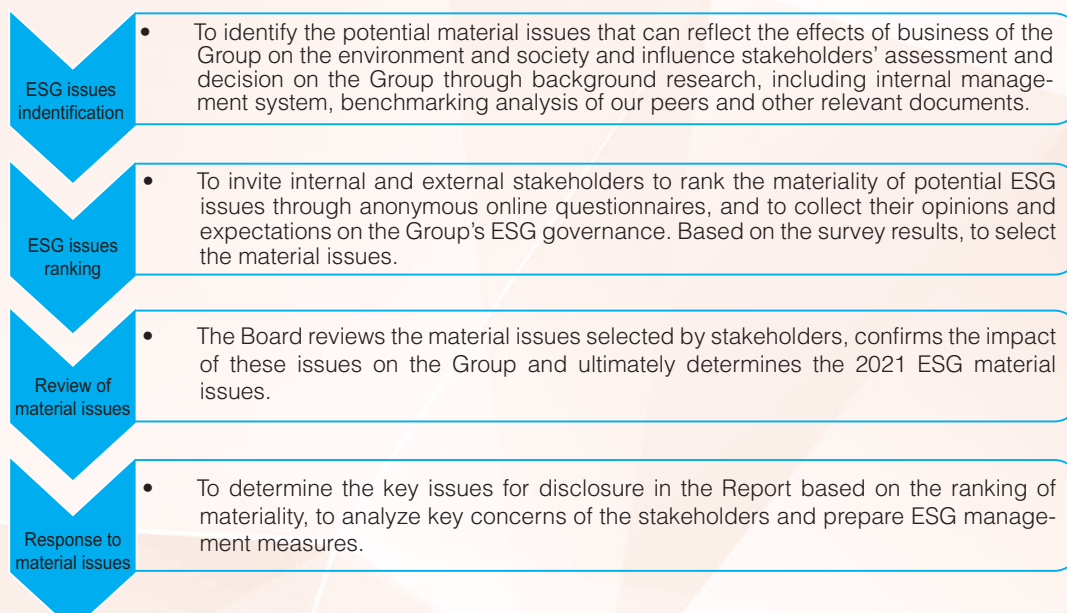 ESG issues
indentification
• To identify the potential material issues that can reflect the effects of business of the
Group on the environment and society and influence stakeholders' assessment and
decision on the Group through background research, including internal manage-
ment system, benchmarking analysis of our peers and other relevant documents.
ESG issues
ranking
• To invite internal and external stakeholders to rank the materiality of potential ESG
issues through anonymous online questionnaires, and to collect their opinions and
expectations on the Group's ESG governance. Based on the survey results, to select
the material issues.
Review of
material issues
• The Board reviews the material issues selected by stakeholders, confirms the impact
of these issues on the Group and ultimately determines the 2021 ESG material
issues.
Response to
material issues
• To determine the key issues for disclosure in the Report based on the ranking of
materiality, to analyze key concerns of the stakeholders and prepare ESG manage-
ment measures.